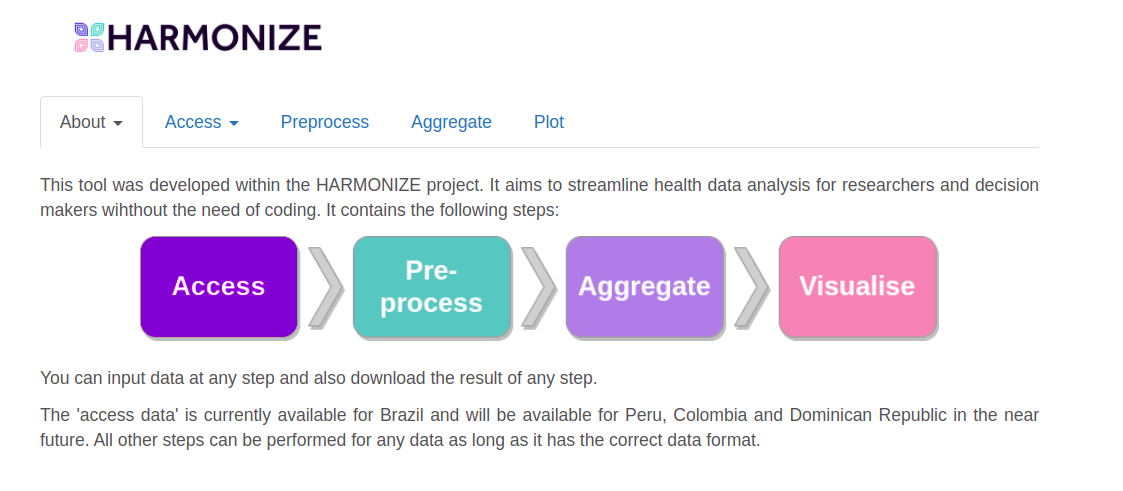 HARMONIZE
About Access Preprocess Aggregate Plot
This tool was developed within the HARMONIZE project. It aims to streamline health data analysis for researchers and decision
makers wihthout the need of coding. It contains the following steps:
Access
Pre-
process
Aggregate
Visualise
You can input data at any step and also download the result of any step.
The 'access data' is currently available for Brazil and will be available for Peru, Colombia and Dominican Republic in the near
future. All other steps can be performed for any data as long as it has the correct data format.